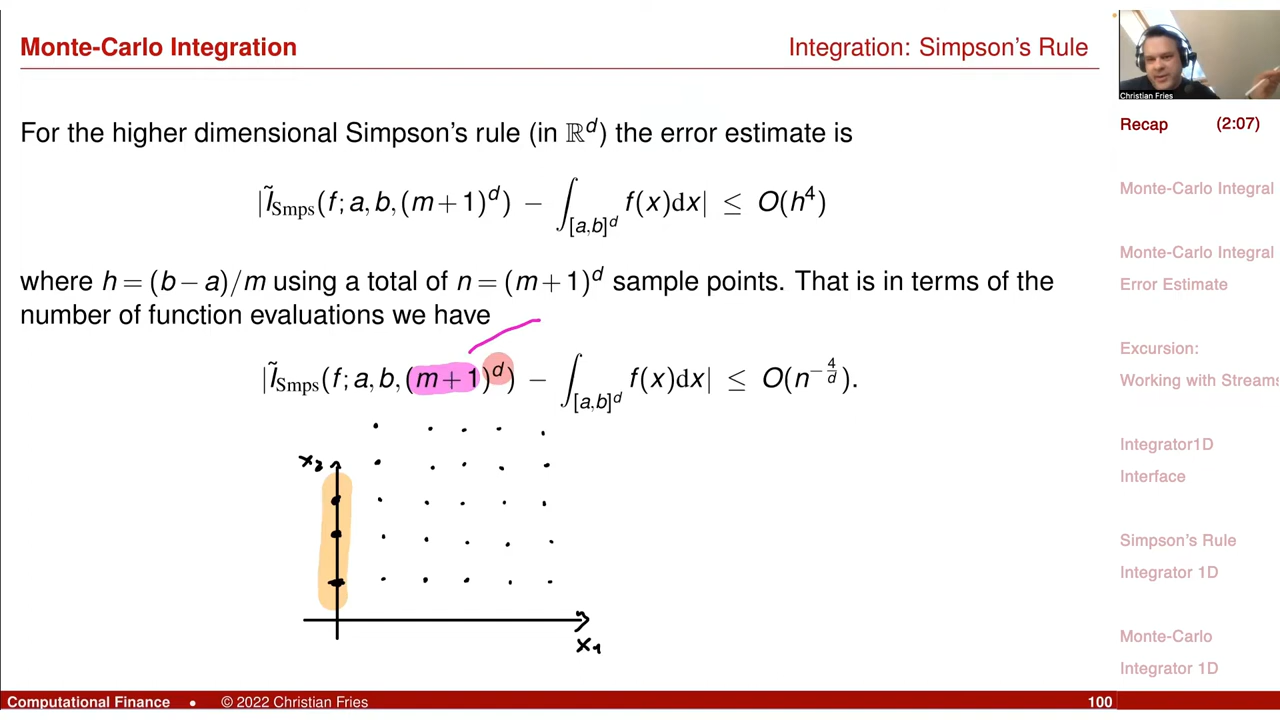 Monte-Carlo Integration
Integration: Simpson's Rule
Christian Fries
Recap (2:07)
For the higher dimensional Simpson's rule (in ℝᵈ) the error estimate is
|Ĩ_Smps(f; a, b, (m+1)^d) − ∫_[a,b]^d f(x)dx| ≤ O(h^4)
where h = (b − a)/m using a total of n = (m+1)^d sample points. That is in terms of the
number of function evaluations we have
|Ĩ_Smps(f; a, b, (m+1)^d) − ∫_[a,b]^d f(x)dx| ≤ O(n^{−4/d}).
x₂
x₁
Monte-Carlo Integral
Monte-Carlo Integral
Error Estimate
Excursion:
Working with Streams
Integrator1D
Interface
Simpson's Rule
Integrator 1D
Monte-Carlo
Integrator 1D
Computational Finance • © 2022 Christian Fries
100